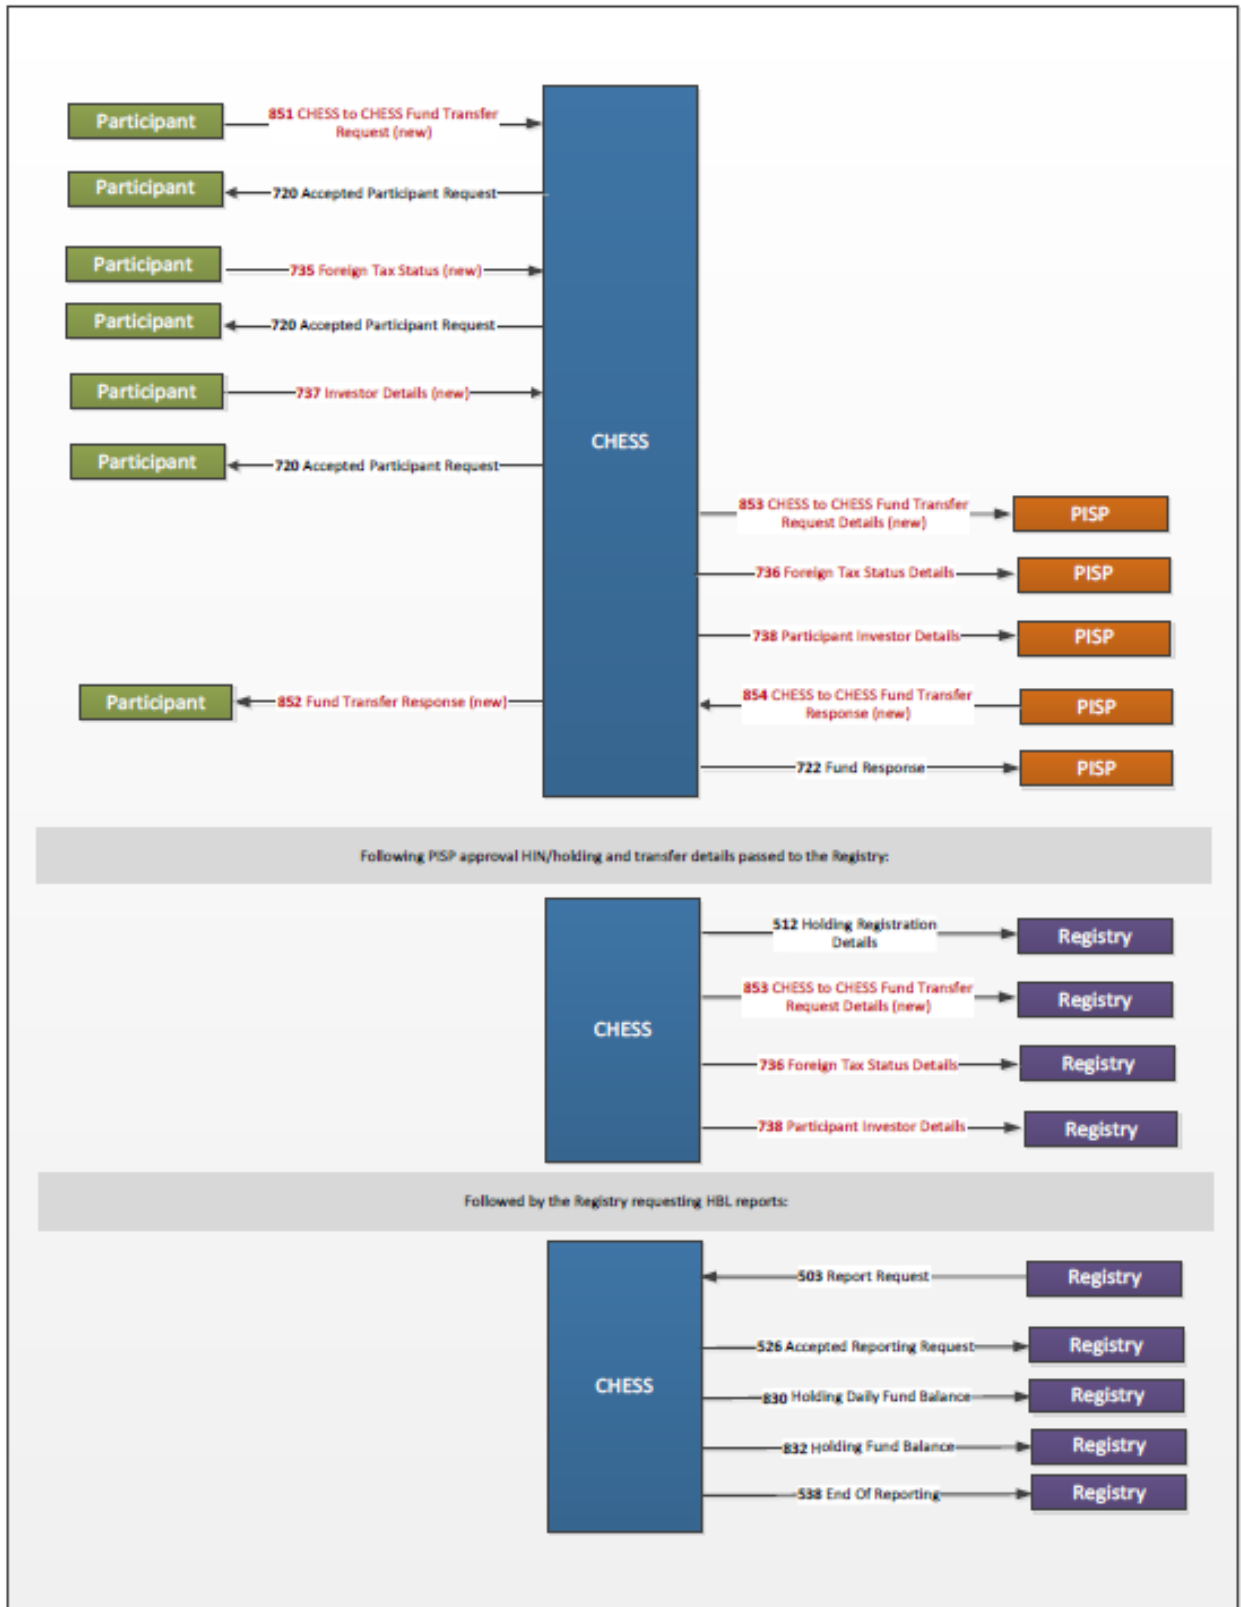 Participant
851 CHESS to CHESS Fund Transfer
Request (new)
Participant
720 Accepted Participant Request
Participant
735 Foreign Tax Status (new)
Participant
720 Accepted Participant Request
Participant
737 Investor Details (new)
Participant
720 Accepted Participant Request
CHESS
853 CHESS to CHESS Fund Transfer
Request Details (new)
PISP
736 Foreign Tax Status Details
PISP
738 Participant Investor Details
PISP
Participant
852 Fund Transfer Response (new)
854 CHESS to CHESS Fund Transfer
Response (new)
PISP
722 Fund Response
PISP
Following PISP approval HIN/holding and transfer details passed to the Registry:
CHESS
512 Holding Registration
Details
Registry
853 CHESS to CHESS Fund Transfer
Request Details (new)
Registry
736 Foreign Tax Status Details
Registry
738 Participant Investor Details
Registry
Followed by the Registry requesting HBL reports:
CHESS
503 Report Request
Registry
526 Accepted Reporting Request
Registry
830 Holding Daily Fund Balance
Registry
832 Holding Fund Balance
Registry
538 End Of Reporting
Registry